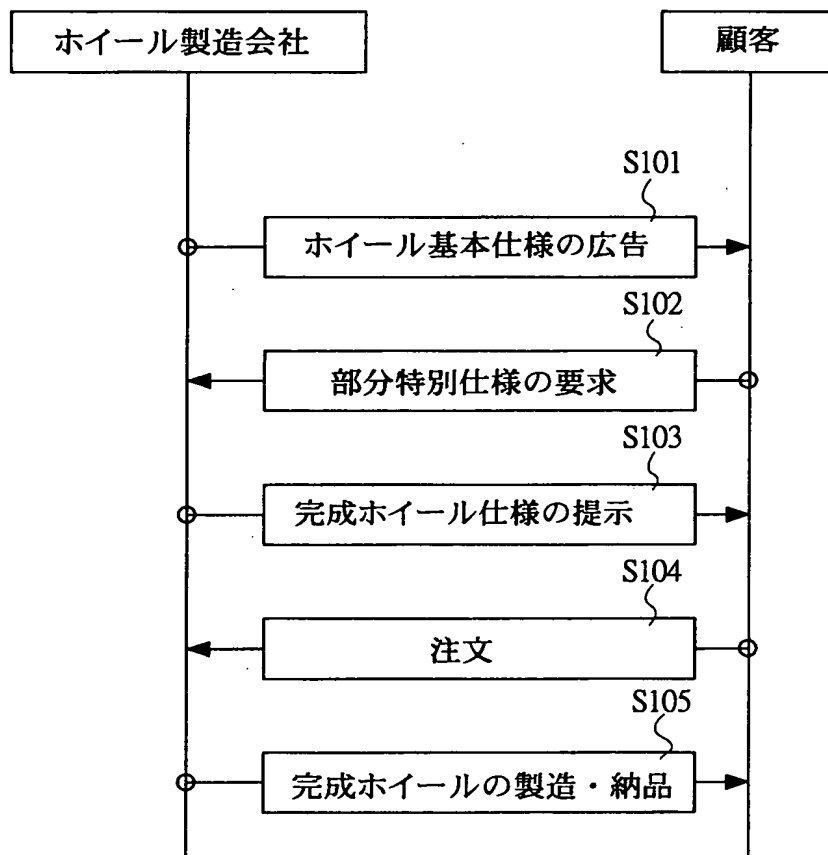 ホイール製造会社
顧客
S101
ホイール基本仕様の広告
S102
部分特別仕様の要求
S103
完成ホイール仕様の提示
S104
注文
S105
完成ホイールの製造・納品